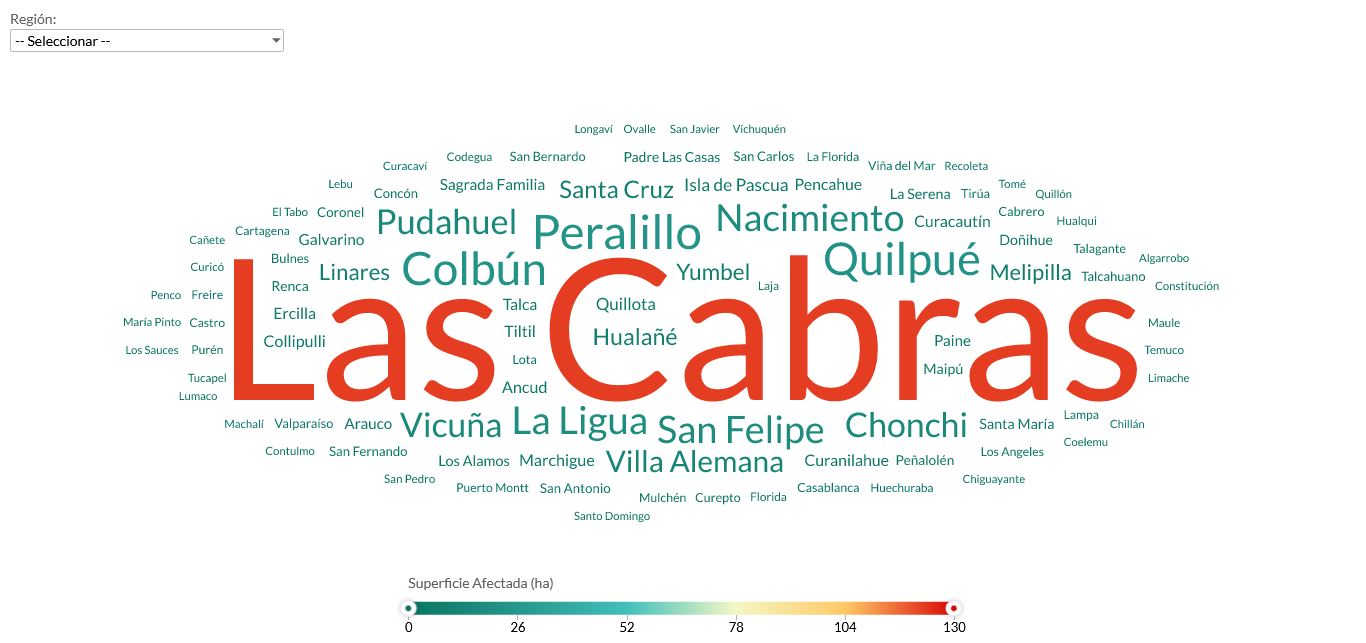 Región:
-- Seleccionar --
Longaví Ovalle San Javier Vichuquén
Curacaví Codegua San Bernardo Padre Las Casas San Carlos La Florida Viña del Mar Recoleta
Lebu Concón Sagrada Familia Santa Cruz Isla de Pascua Pencahue La Serena Tirúa Tomé Quillón
El Tabo Coronel Pudahuel Peralillo Nacimiento Curacautín Cabrero Hualqui
Cañete Cartagena Galvarino Doñihue Talagante
Curicó Bulnes Linares Colbún Yumbel Quilpué Melipilla Talcahuano Algarrobo
Renca Laja Constitución
Penco Freire Talca Quillota
Las Cabras
María Pinto Castro Ercilla Tiltil Hualañé Paine Maule
Los Sauces Purén Collipulli Lota Maipú Temuco
Tucapel Ancud Limache
Lumaco
Machalí Valparaíso Arauco Vicuña La Ligua San Felipe Chonchi Santa María Lampa Chillán
Contulmo San Fernando Los Alamos Marchigue Villa Alemana Curanilahue Peñalolén Los Angeles Coelemu
San Pedro Puerto Montt San Antonio Mulchén Curepto Florida Casablanca Huechuraba Chiguayante
Santo Domingo
Superficie Afectada (ha)
0 26 52 78 104 130